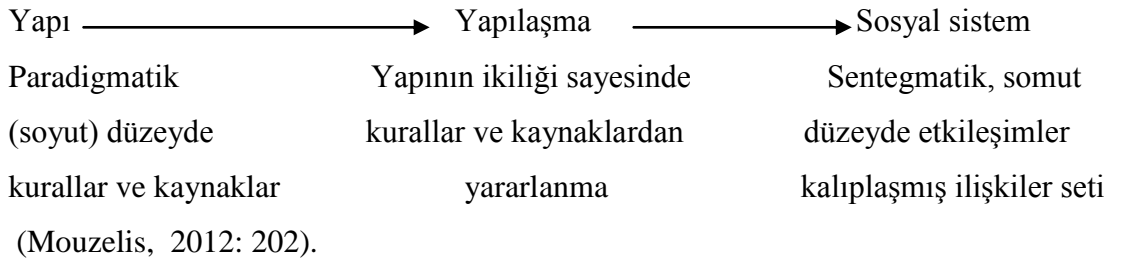 Yapı Yapılaşma Sosyal sistem
Paradigmatik Yapının ikiliği sayesinde Sentegmatik, somut
(soyut) düzeyde kurallar ve kaynaklardan düzeyde etkileşimler
kurallar ve kaynaklar yararlanma kalıplaşmış ilişkiler seti
(Mouzelis, 2012: 202).